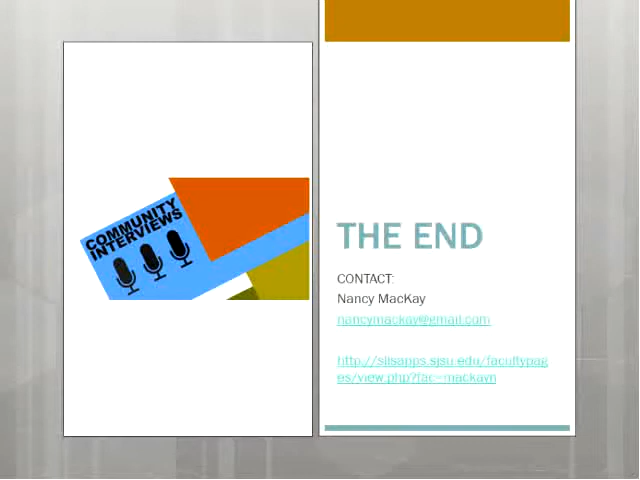 COMMUNITY
INTERVIEWS
THE END
CONTACT:
Nancy MacKay
nancymackay@gmail.com
http://slisapps.sjsu.edu/facultypag
es/view.php?fac=mackayn